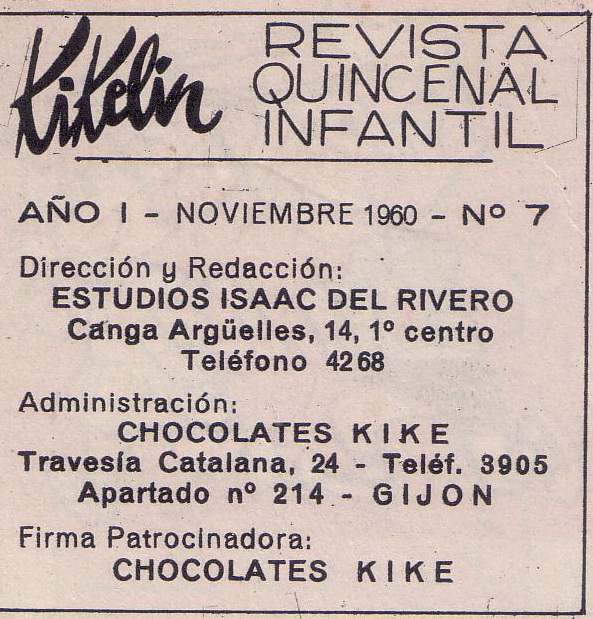 Kikelin
REVISTA
QUINCENAL
INFANTIL
AÑO I - NOVIEMBRE 1960 - Nº 7
Dirección y Redacción:
ESTUDIOS ISAAC DEL RIVERO
Canga Argüelles, 14, 1º centro
Teléfono 4268
Administración:
CHOCOLATES KIKE
Travesía Catalana, 24 - Teléf. 3905
Apartado nº 214 - GIJON
Firma Patrocinadora:
CHOCOLATES KIKE